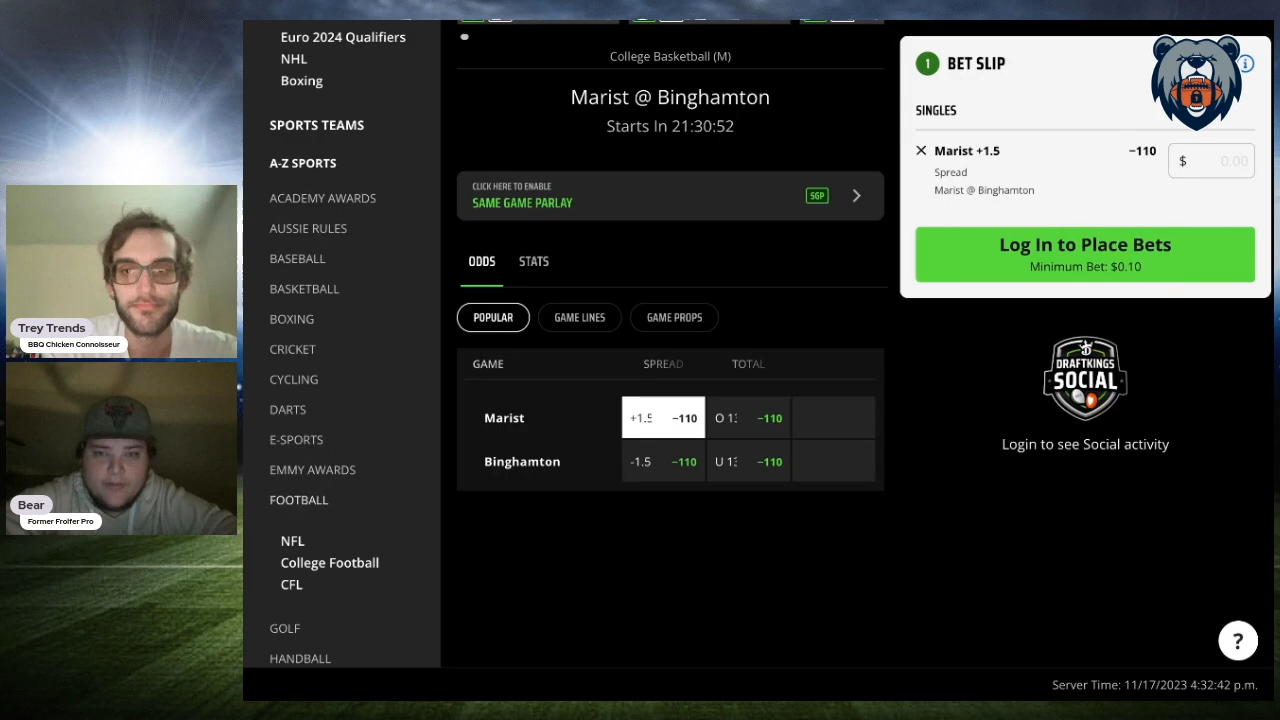 Trey Trends
BBQ Chicken Connoisseur
Bear
Former Frolfer Pro
Euro 2024 Qualifiers
NHL
Boxing
SPORTS TEAMS
A-Z SPORTS
ACADEMY AWARDS
AUSSIE RULES
BASEBALL
BASKETBALL
BOXING
CRICKET
CYCLING
DARTS
E-SPORTS
EMMY AWARDS
FOOTBALL
NFL
College Football
CFL
GOLF
HANDBALL
College Basketball (M)
Marist @ Binghamton
Starts In 21:30:52
CLICK HERE TO ENABLE
SAME GAME PARLAY
SGP
ODDS STATS
POPULAR GAME LINES GAME PROPS
GAME SPREAD TOTAL
Marist +1.5 −110 O 13 −110
Binghamton -1.5 −110 U 13 −110
1 BET SLIP
SINGLES
Marist +1.5 −110 $ 0.00
Spread
Marist @ Binghamton
Log In to Place Bets
Minimum Bet: $0.10
DRAFTKINGS
SOCIAL
Login to see Social activity
?
Server Time: 11/17/2023 4:32:42 p.m.